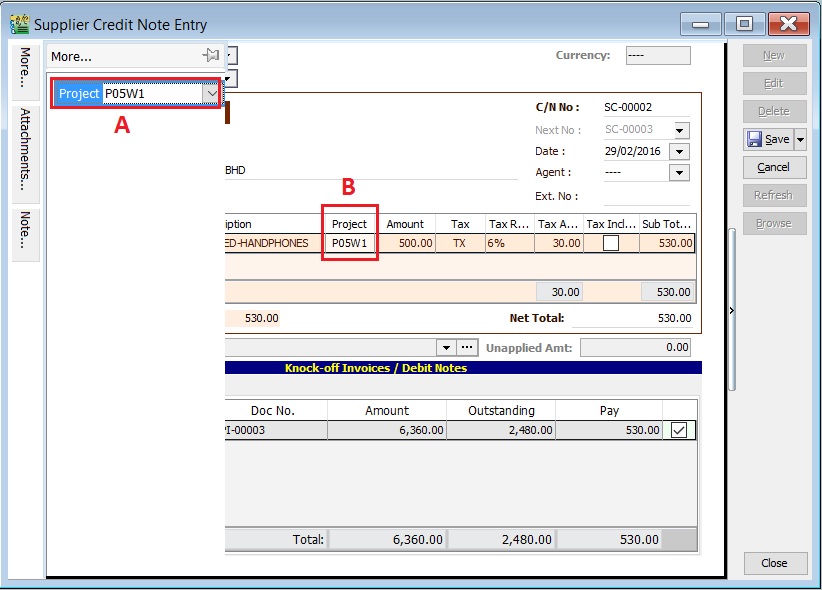 Supplier Credit Note Entry
More...
Attachments...
Note...
More...
Project P05W1
A
Currency: ----
C/N No : SC-00002
Next No : SC-00003
Date : 29/02/2016
BHD
Agent : ----
Ext. No :
B
iption Project Amount Tax Tax R... Tax A... Tax Incl... Sub Tot...
ED-HANDPHONES P05W1 500.00 TX 6% 30.00 530.00
30.00 530.00
530.00 Net Total: 530.00
Unapplied Amt: 0.00
Knock-off Invoices / Debit Notes
Doc No. Amount Outstanding Pay
PI-00003 6,360.00 2,480.00 530.00
Total: 6,360.00 2,480.00 530.00
New
Edit
Delete
Save
Cancel
Refresh
Browse
Close